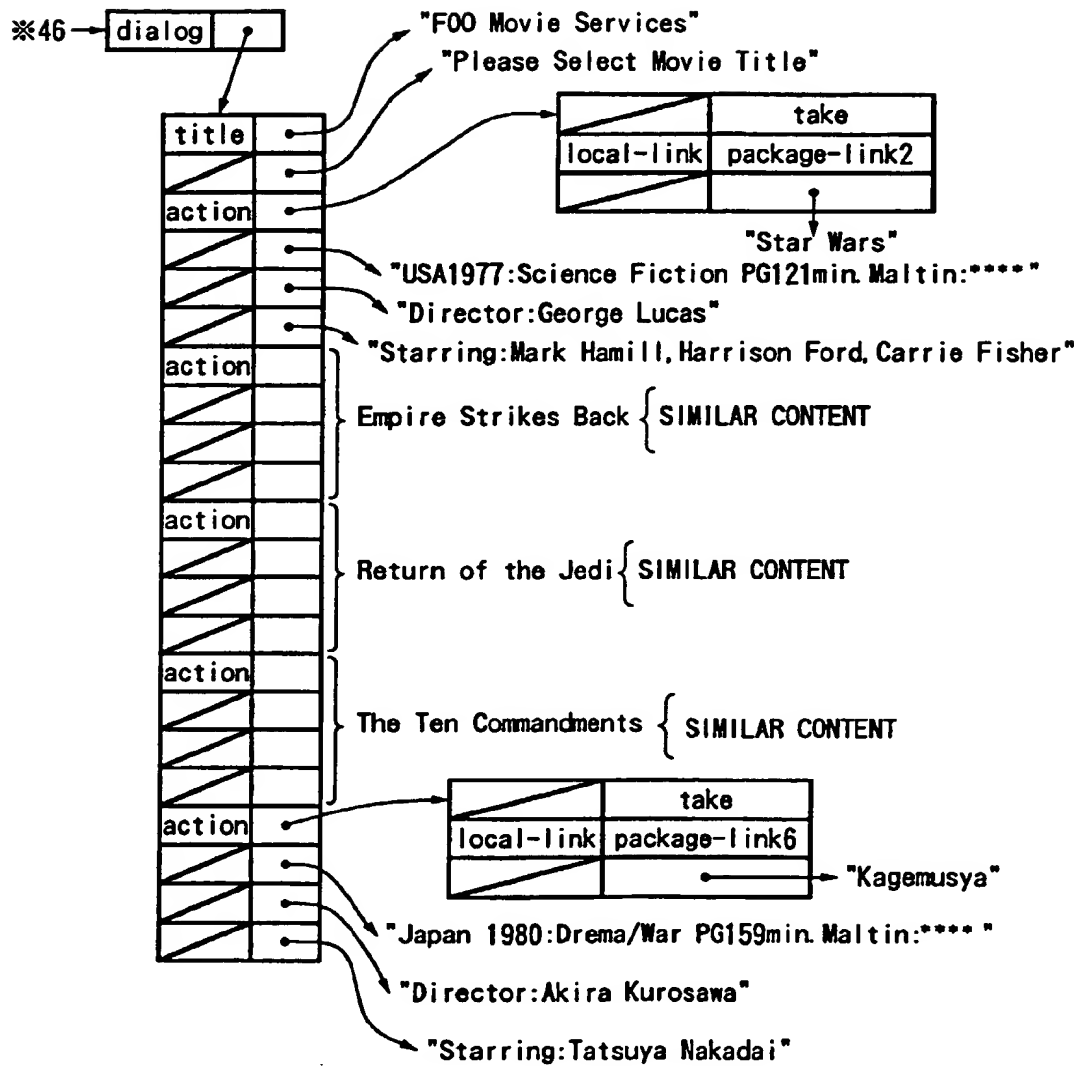 ※46 dialog
"FOO Movie Services"
"Please Select Movie Title"
title
take
local-link package-link2
action
"Star Wars"
"USA1977:Science Fiction PG121min. Maltin:****"
"Director:George Lucas"
"Starring:Mark Hamill, Harrison Ford, Carrie Fisher"
action
Empire Strikes Back { SIMILAR CONTENT
action
Return of the Jedi { SIMILAR CONTENT
action
The Ten Commandments { SIMILAR CONTENT
take
action
local-link package-link6
"Kagemusya"
"Japan 1980:Drema/War PG159min. Maltin:****"
"Director:Akira Kurosawa"
"Starring:Tatsuya Nakadai"